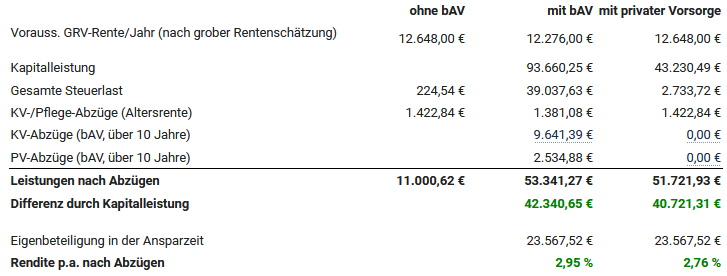 ohne bAV mit bAV mit privater Vorsorge
Vorauss. GRV-Rente/Jahr (nach grober Rentenschätzung) 12.648,00 € 12.276,00 € 12.648,00 €
Kapitalleistung 93.660,25 € 43.230,49 €
Gesamte Steuerlast 224,54 € 39.037,63 € 2.733,72 €
KV-/Pflege-Abzüge (Altersrente) 1.422,84 € 1.381,08 € 1.422,84 €
KV-Abzüge (bAV, über 10 Jahre) 9.641,39 € 0,00 €
PV-Abzüge (bAV, über 10 Jahre) 2.534,88 € 0,00 €
Leistungen nach Abzügen 11.000,62 € 53.341,27 € 51.721,93 €
Differenz durch Kapitalleistung 42.340,65 € 40.721,31 €
Eigenbeteiligung in der Ansparzeit 23.567,52 € 23.567,52 €
Rendite p.a. nach Abzügen 2,95 % 2,76 %